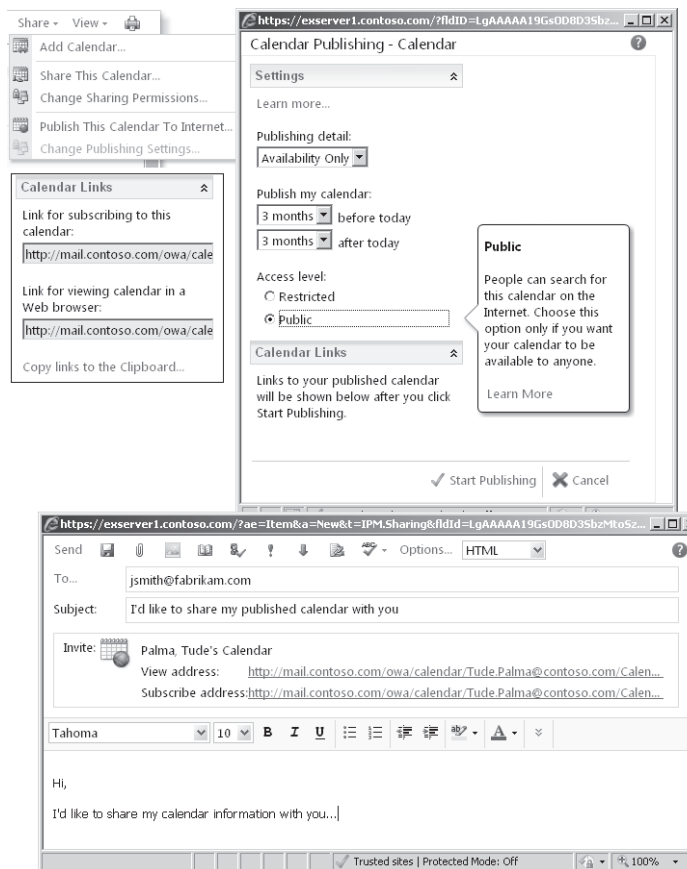 Share View
Add Calendar...
Share This Calendar...
Change Sharing Permissions...
Publish This Calendar To Internet...
Change Publishing Settings...
Calendar Links
Link for subscribing to this
calendar:
http://mail.contoso.com/owa/cale
Link for viewing calendar in a
Web browser:
http://mail.contoso.com/owa/cale
Copy links to the Clipboard...
https://exserver1.contoso.com/?fldID=LgAAAAA19GsOD8D3Sbz...
Calendar Publishing - Calendar
Settings
Learn more...
Publishing detail:
Availability Only
Publish my calendar:
3 months before today
3 months after today
Access level:
Restricted
Public
Calendar Links
Links to your published calendar
will be shown below after you click
Start Publishing.
Public
People can search for
this calendar on the
Internet. Choose this
option only if you want
your calendar to be
available to anyone.
Learn More
Start Publishing Cancel
https://exserver1.contoso.com/?ae=Item&a=New&t=IPM.Sharing&fldId=LgAAAAA19GsOD8D3SbzMtoSz...
Send Options... HTML
To... jsmith@fabrikam.com
Subject: I'd like to share my published calendar with you
Invite: Palma, Tude's Calendar
View address: http://mail.contoso.com/owa/calendar/Tude.Palma@contoso.com/Calen...
Subscribe address:http://mail.contoso.com/owa/calendar/Tude.Palma@contoso.com/Calen...
Tahoma 10 B I U A
Hi,
I'd like to share my calendar information with you...
Trusted sites | Protected Mode: Off 100%